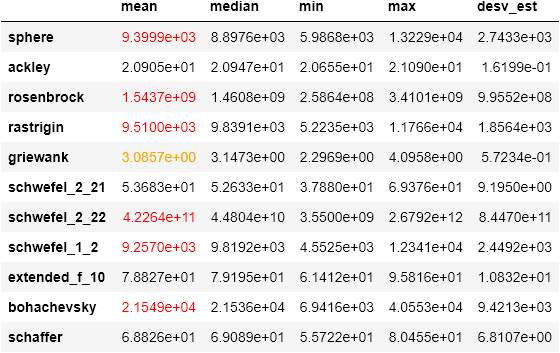 mean median min max desv_est
sphere 9.3999e+03 8.8976e+03 5.9868e+03 1.3229e+04 2.7433e+03
ackley 2.0905e+01 2.0947e+01 2.0655e+01 2.1090e+01 1.6199e-01
rosenbrock 1.5437e+09 1.4608e+09 2.5864e+08 3.4101e+09 9.9552e+08
rastrigin 9.5100e+03 9.8391e+03 5.2235e+03 1.1766e+04 1.8564e+03
griewank 3.0857e+00 3.1473e+00 2.2969e+00 4.0958e+00 5.7234e-01
schwefel_2_21 5.3683e+01 5.2633e+01 3.7880e+01 6.9376e+01 9.1950e+00
schwefel_2_22 4.2264e+11 4.4804e+10 3.5500e+09 2.6792e+12 8.4470e+11
schwefel_1_2 9.2570e+03 9.8192e+03 4.5525e+03 1.2341e+04 2.4492e+03
extended_f_10 7.8827e+01 7.9195e+01 6.1412e+01 9.5816e+01 1.0832e+01
bohachevsky 2.1549e+04 2.1536e+04 6.9416e+03 4.0553e+04 9.4213e+03
schaffer 6.8826e+01 6.9089e+01 5.5722e+01 8.0455e+01 6.8107e+00